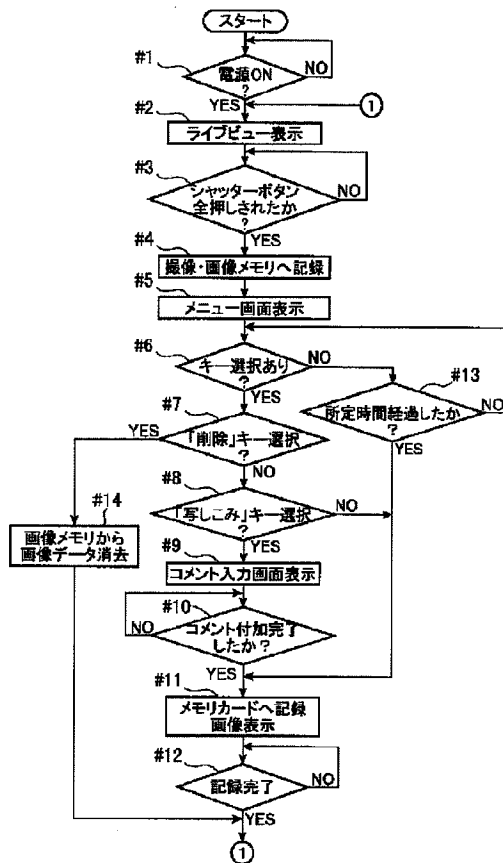 スタート
#1
電源ON
?
NO
YES
①
#2
ライブビュー表示
#3
シャッターボタン
全押しされたか
?
NO
YES
#4
撮像・画像メモリへ記録
#5
メニュー画面表示
#6
キー選択あり
?
NO
YES
#13
所定時間経過したか
?
NO
YES
#7
「削除」キー選択
?
YES
NO
#8
「写しこみ」キー選択
?
NO
YES
#14
画像メモリから
画像データ消去
#9
コメント入力画面表示
#10
コメント付加完了
したか?
NO
YES
#11
メモリカードへ記録
画像表示
#12
記録完了
?
NO
YES
①